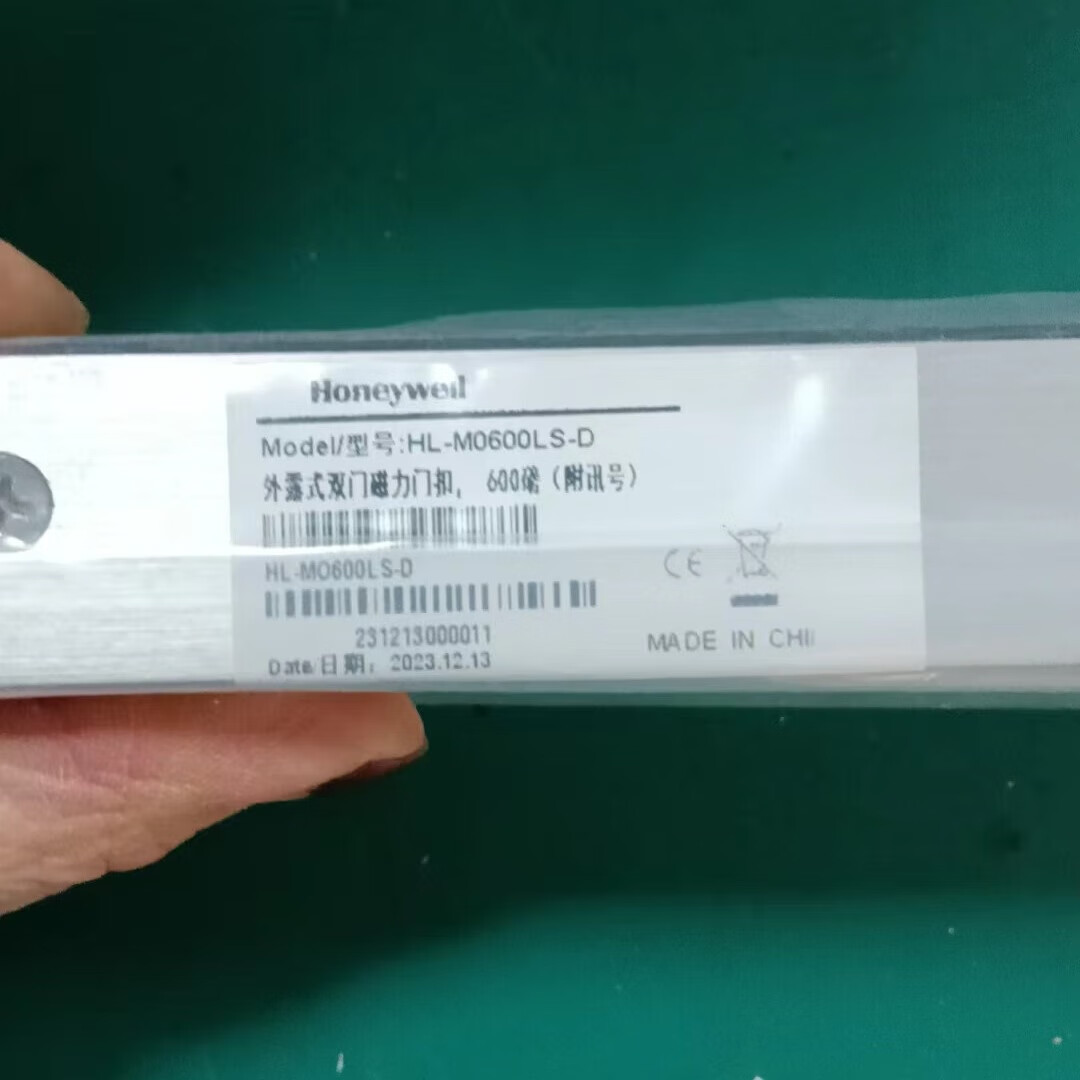 Honeywell
Model/型号:HL-M0600LS-D
外露式双门磁力门扣, 600磅（附讯号）
HL-M0600LS-D
231213000011
Date/日期: 2023.12.13
CE
MADE IN CHI